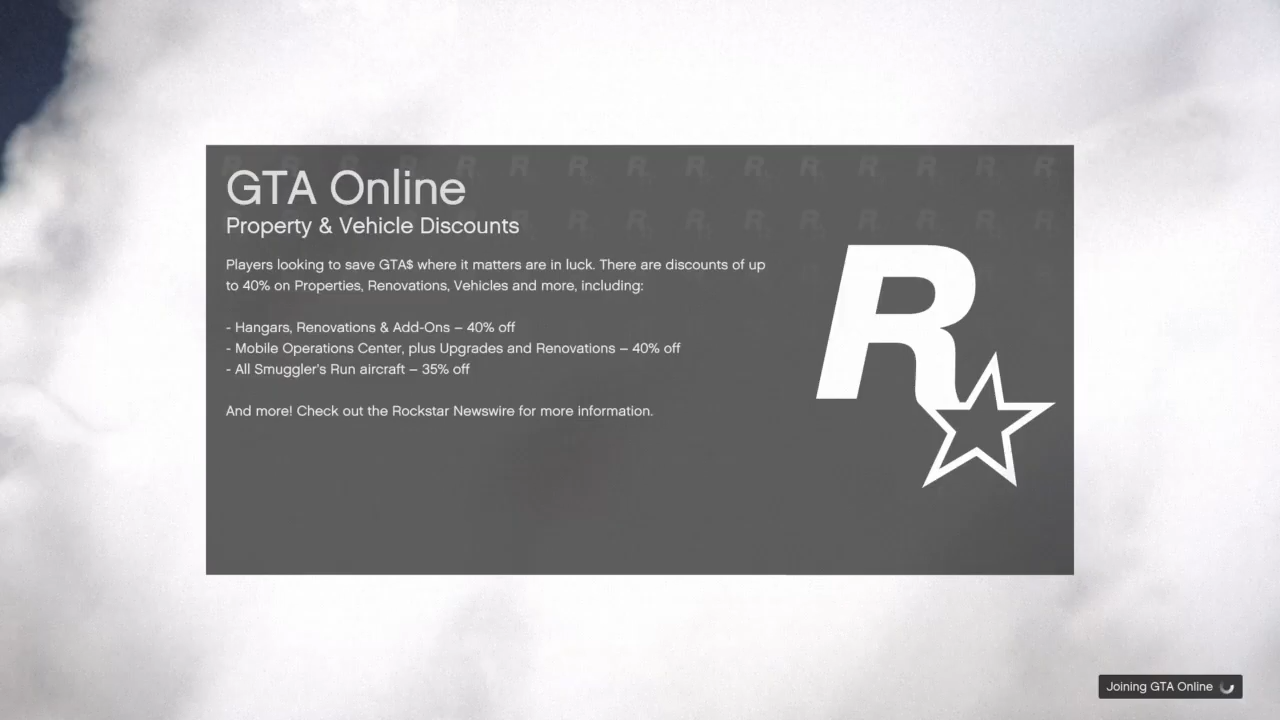 GTA Online
Property & Vehicle Discounts
Players looking to save GTA$ where it matters are in luck. There are discounts of up
to 40% on Properties, Renovations, Vehicles and more, including:
- Hangars, Renovations & Add-Ons – 40% off
- Mobile Operations Center, plus Upgrades and Renovations – 40% off
- All Smuggler's Run aircraft – 35% off
And more! Check out the Rockstar Newswire for more information.
R
Joining GTA Online